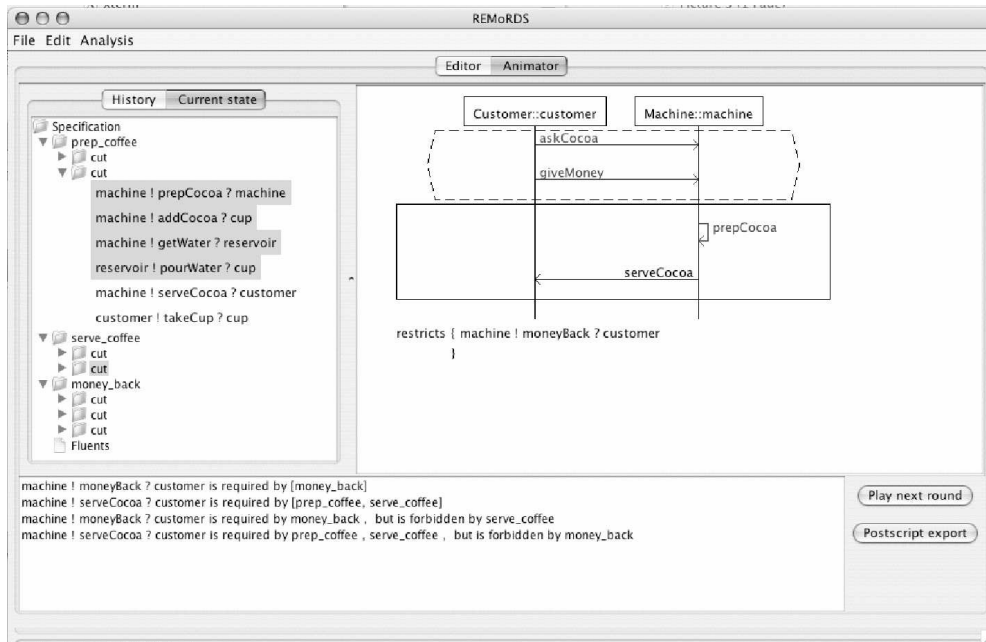 REMoRDS
File Edit Analysis
Editor Animator
History Current state
Specification
prep_coffee
cut
cut
machine ! prepCocoa ? machine
machine ! addCocoa ? cup
machine ! getWater ? reservoir
reservoir ! pourWater ? cup
machine ! serveCocoa ? customer
customer ! takeCup ? cup
serve_coffee
cut
cut
money_back
cut
cut
cut
Fluents
Customer::customer Machine::machine
askCocoa
giveMoney
prepCocoa
serveCocoa
restricts { machine ! moneyBack ? customer
}
machine ! moneyBack ? customer is required by [money_back]
machine ! serveCocoa ? customer is required by [prep_coffee, serve_coffee]
machine ! moneyBack ? customer is required by money_back , but is forbidden by serve_coffee
machine ! serveCocoa ? customer is required by prep_coffee , serve_coffee , but is forbidden by money_back
Play next round
Postscript export